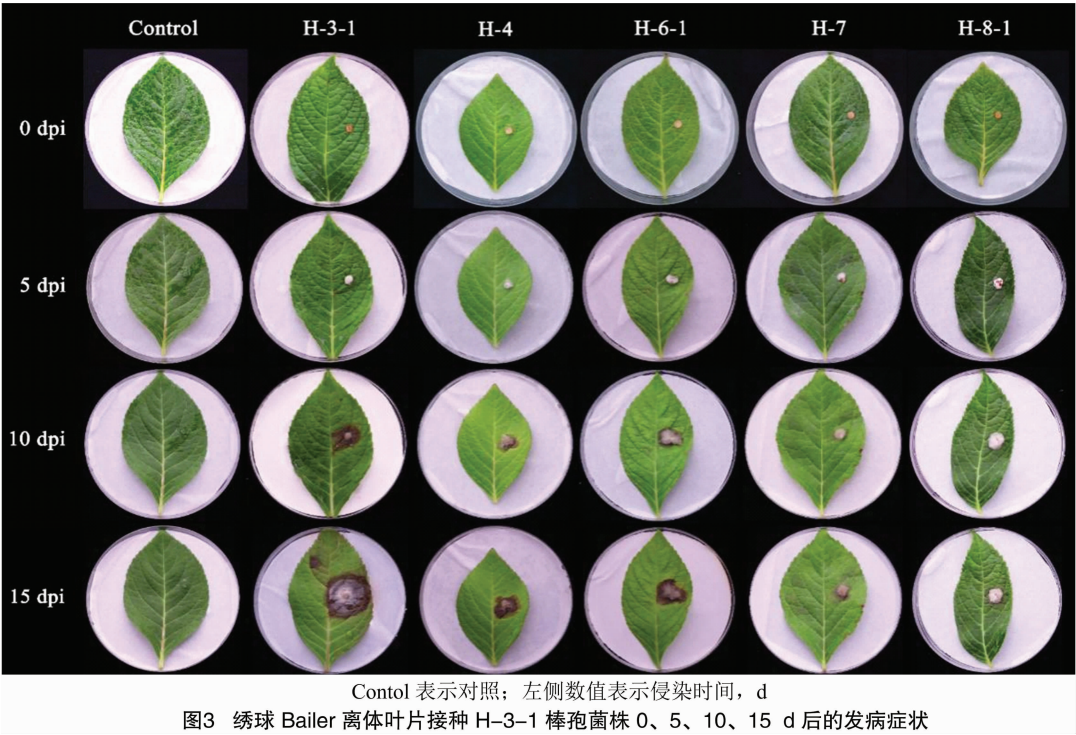 Control H-3-1 H-4 H-6-1 H-7 H-8-1
0 dpi
5 dpi
10 dpi
15 dpi
Contol 表示对照；左侧数值表示侵染时间，d
图3 绣球 Bailer 离体叶片接种 H-3-1 棒孢菌株 0、5、10、15 d 后的发病症状